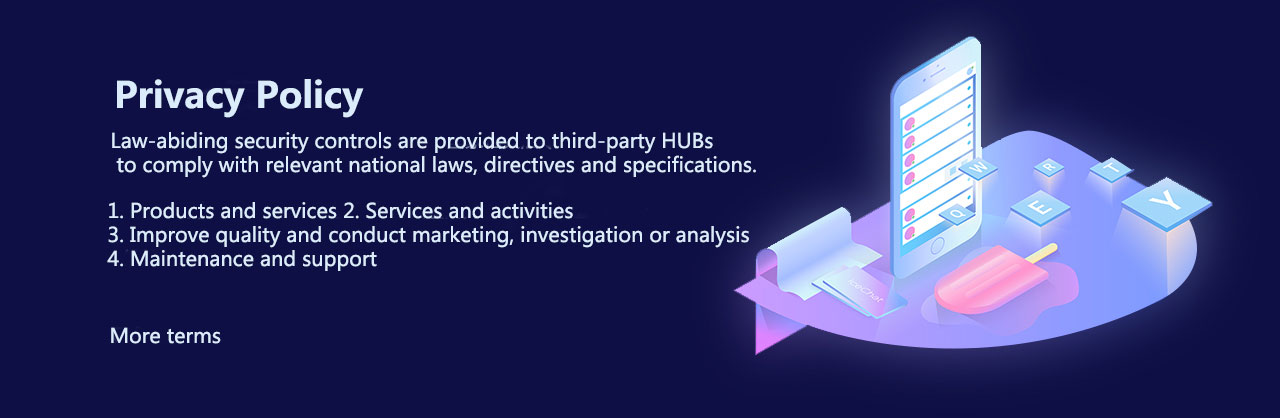 Privacy Policy
Law-abiding security controls are provided to third-party HUBs
to comply with relevant national laws, directives and specifications.
1. Products and services 2. Services and activities
3. Improve quality and conduct marketing, investigation or analysis
4. Maintenance and support
More terms
Q
W
E
R
T
Y
IceChat